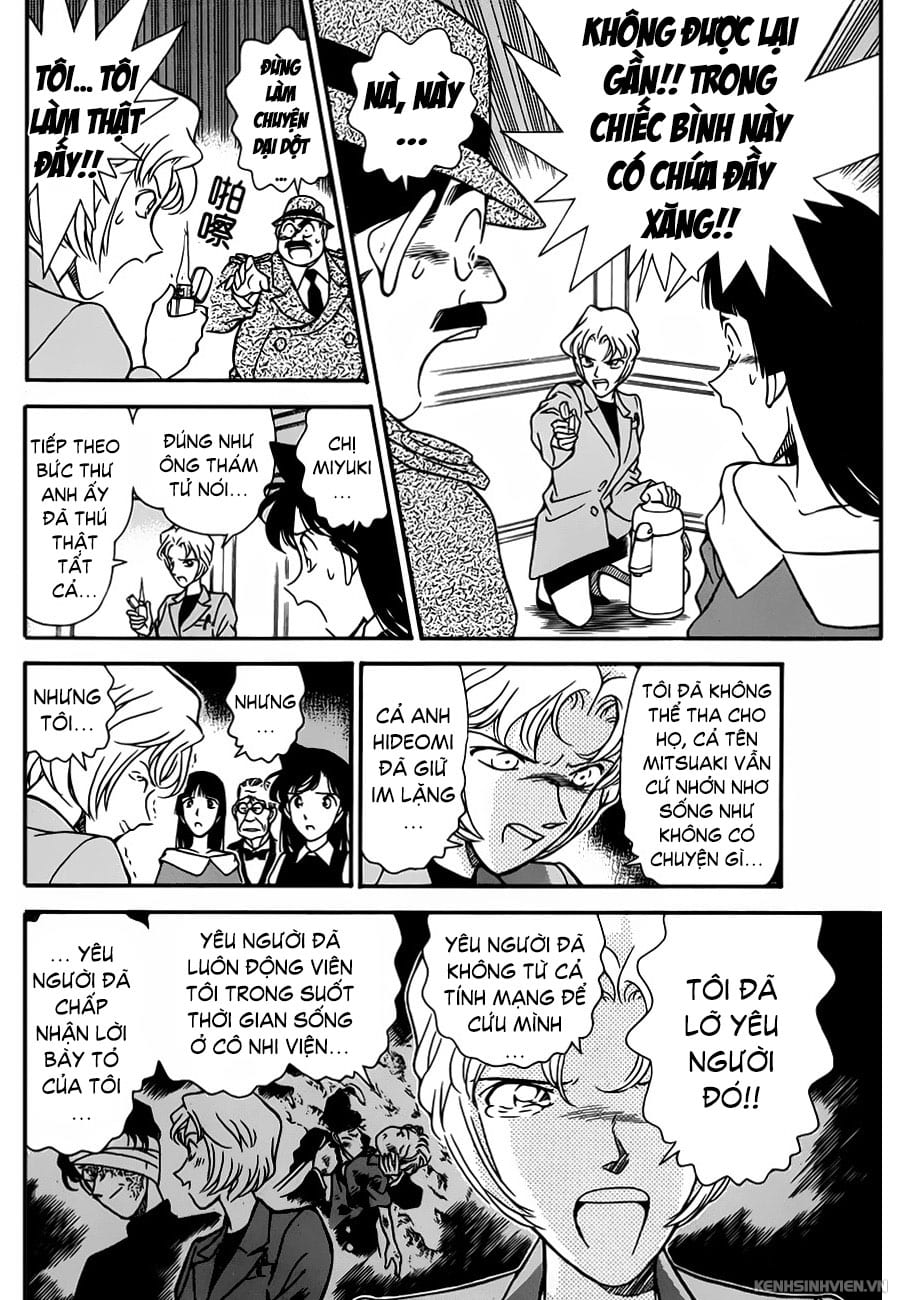 KHÔNG ĐƯỢC LẠI
GẦN!! TRONG
CHIẾC BÌNH NÀY
CÓ CHỨA ĐẦY
XĂNG!!
NÀ, NÀY
...
ĐỪNG
LÀM
CHUYỆN
DẠI DỘT
...
TÔI... TÔI
LÀM THẬT
ĐẤY!!
啪
嚓
CHỊ
MIYUKI
...
ĐÚNG NHƯ
ÔNG THÁM
TỬ NÓI...
TIẾP THEO
BỨC THƯ
ANH ẤY
ĐÃ THÚ
THẬT
TẤT
CẢ...
TÔI ĐÃ KHÔNG
THỂ THA CHO
HỌ, CẢ TÊN
MITSUAKI VẪN
CỨ NHỞN NHƠ
SỐNG NHƯ
KHÔNG CÓ
CHUYỆN GÌ...
CẢ ANH
HIDEOMI
ĐÃ GIỮ
IM LẶNG
...
NHƯNG
...
NHƯNG
TÔI...
TÔI ĐÃ
LỠ YÊU
NGƯỜI
ĐÓ!!
YÊU NGƯỜI ĐÃ
KHÔNG TỪ CẢ
TÍNH MẠNG ĐỂ
CỨU MÌNH
...
YÊU NGƯỜI ĐÃ
LUÔN ĐỘNG VIÊN
TÔI TRONG SUỐT
THỜI GIAN SỐNG
Ở CÔ NHI VIỆN...
... YÊU
NGƯỜI ĐÃ
CHẤP
NHẬN LỜI
BÀY TỎ
CỦA TÔI
...
KENHSINHVIEN.VN